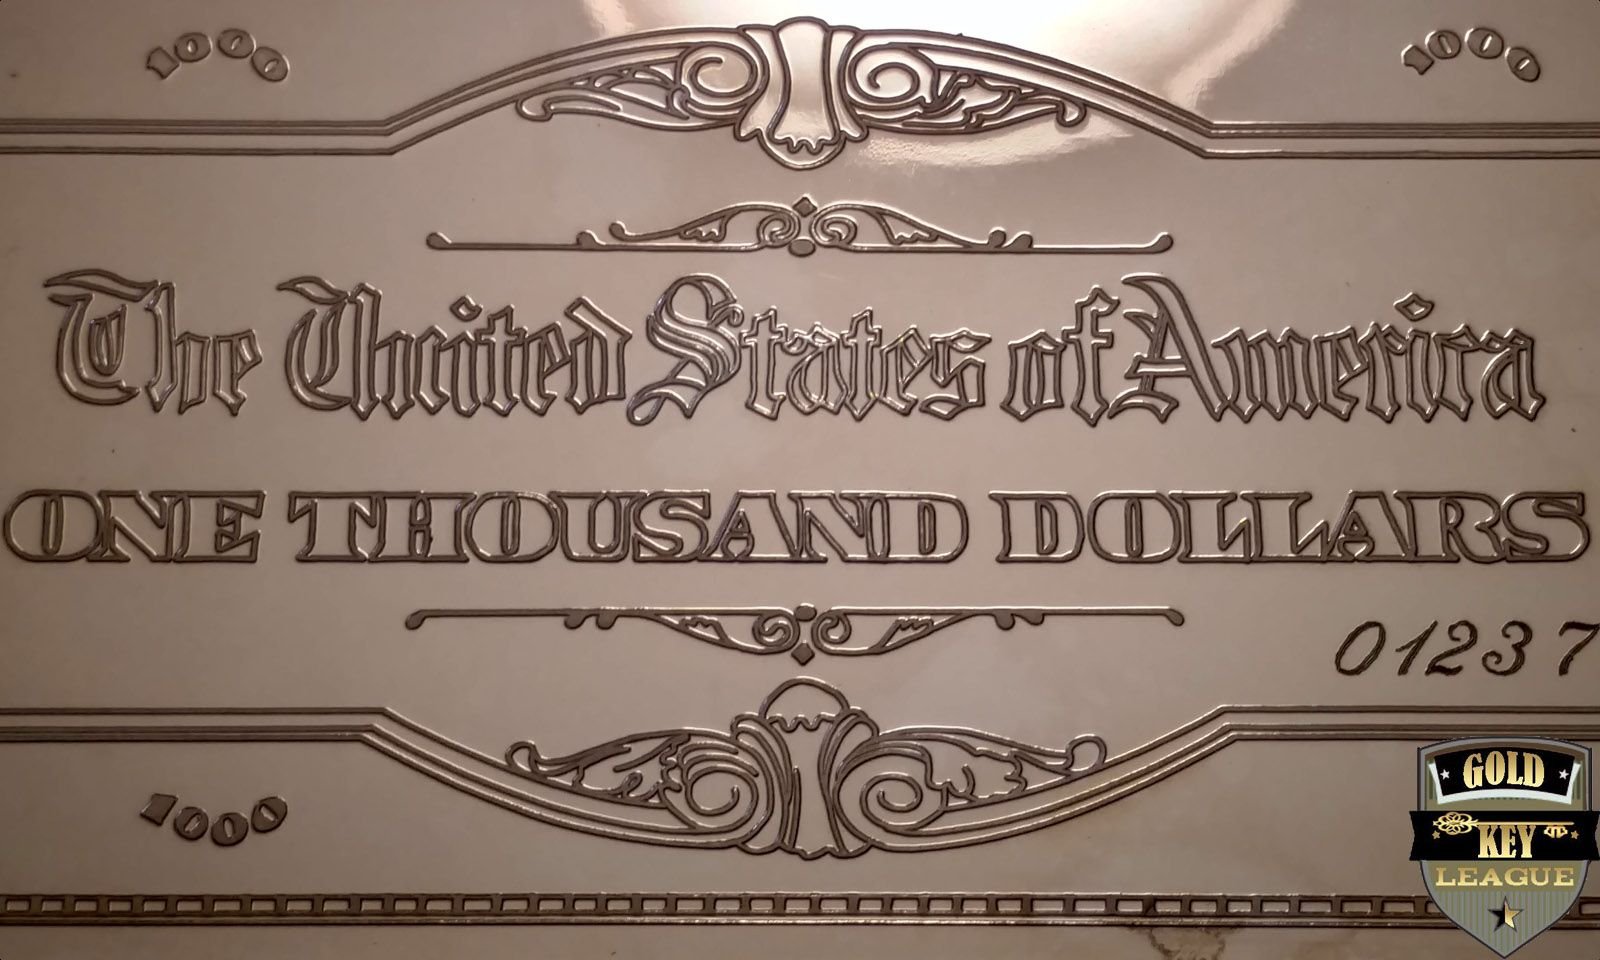 1000 1000
The United States of America
ONE THOUSAND DOLLARS
01237
1000
GOLD
KEY
LEAGUE